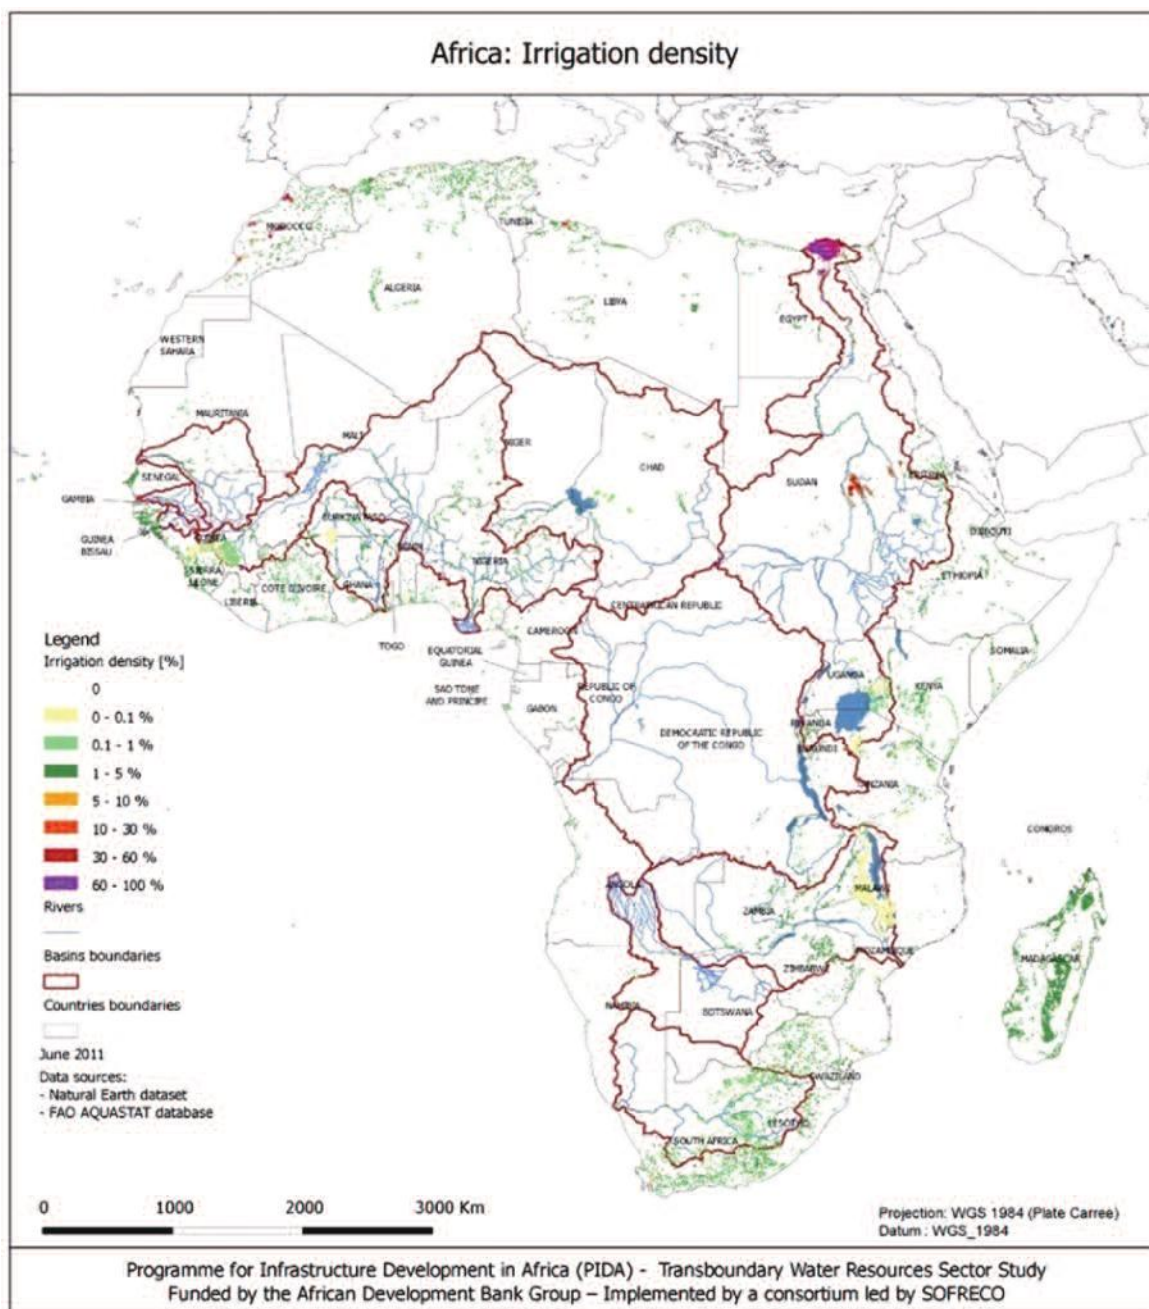 Africa: Irrigation density
MOROCCO
TUNISIA
ALGERIA
LIBYA
EGYPT
WESTERN
SAHARA
MAURITANIA
MALI
NIGER
CHAD
SUDAN
ERITREA
SENEGAL
GAMBIA
GUINEA
BISSAU
GUINEA
BURKINA FASO
BENIN
NIGERIA
DJIBOUTI
ETHIOPIA
SIERRA
LEONE
COTE D'IVOIRE
GHANA
LIBERIA
TOGO
CENTRAFRICAN REPUBLIC
CAMEROON
EQUATORIAL
GUINEA
SOMALIA
SAO TOME
AND PRINCIPE
GABON
REPUBLIC OF
CONGO
UGANDA
KENYA
DEMOCRATIC REPUBLIC
OF THE CONGO
RWANDA
BURUNDI
TANZANIA
COMOROS
ANGOLA
ZAMBIA
MALAWI
MOZAMBIQUE
ZIMBABWE
MADAGASCAR
NAMIBIA
BOTSWANA
SWAZILAND
LESOTHO
SOUTH AFRICA
Legend
Irrigation density [%]
0
0 - 0.1 %
0.1 - 1 %
1 - 5 %
5 - 10 %
10 - 30 %
30 - 60 %
60 - 100 %
Rivers
Basins boundaries
Countries boundaries
June 2011
Data sources:
- Natural Earth dataset
- FAO AQUASTAT database
0 1000 2000 3000 Km
Projection: WGS 1984 (Plate Carree)
Datum : WGS_1984
Programme for Infrastructure Development in Africa (PIDA) - Transboundary Water Resources Sector Study
Funded by the African Development Bank Group – Implemented by a consortium led by SOFRECO